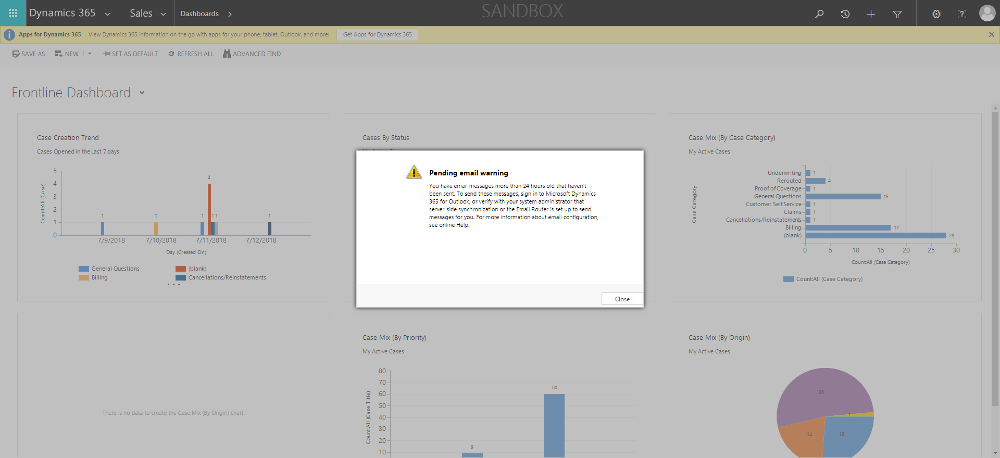 Dynamics 365
Sales
Dashboards
SANDBOX
Apps for Dynamics 365 View Dynamics 365 information on the go with apps for your phone, tablet, Outlook, and more! Get Apps for Dynamics 365
SAVE AS NEW SET AS DEFAULT REFRESH ALL ADVANCED FIND
Frontline Dashboard
Case Creation Trend
Cases Opened in the Last 7 days
Count:All (Case)
5
4
3
2
1
0
1
1
1
4
1 1
1
7/9/2018 7/10/2018 7/11/2018 7/12/2018
Day (Created On)
General Questions (blank)
Billing Cancellations/Reinstatements
Cases By Status
Pending email warning
You have email messages more than 24 hours old that haven't
been sent. To send these messages, sign in to Microsoft Dynamics
365 for Outlook, or verify with your system administrator that
server-side synchronization or the Email Router is set up to send
messages for you. For more information about email configuration,
see online Help.
Close
Case Mix (By Case Category)
My Active Cases
Case Category
Underwriting 1
Rerouted 4
Proof of Coverage 1
General Questions 15
Customer Self Service 1
Claims 1
Cancellations/Reinstatements 1
Billing 17
(blank) 28
0 5 10 15 20 25 30
Count:All (Case Category)
Count:All (Case Category)
There is no data to create the Case Mix (By Origin) chart.
Case Mix (By Priority)
My Active Cases
Count:All (Case Title)
80
70
60
50
40
30
20
10
9
60
Case Mix (By Origin)
My Active Cases
36
1
14
18